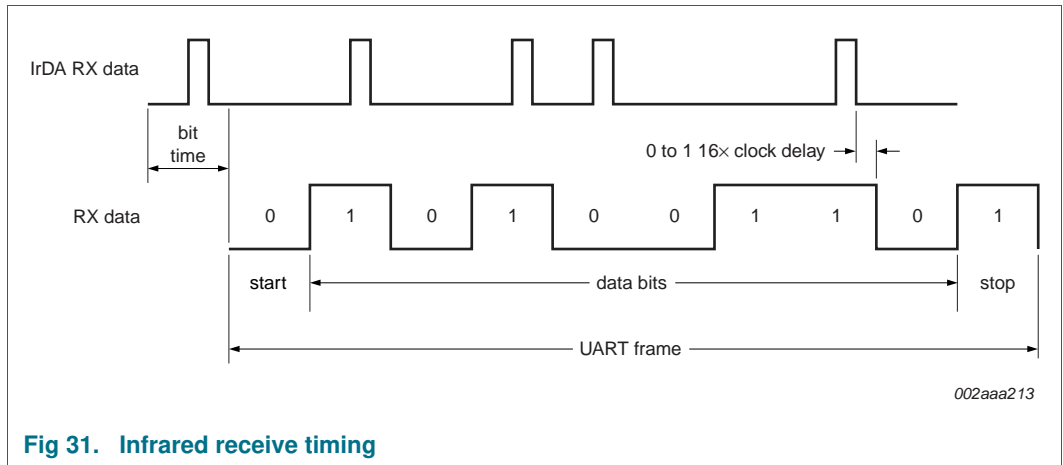 IrDA RX data
bit
time
0 to 1 16× clock delay
RX data
0 1 0 1 0 0 1 1 0 1
start data bits stop
UART frame
002aaa213
Fig 31. Infrared receive timing